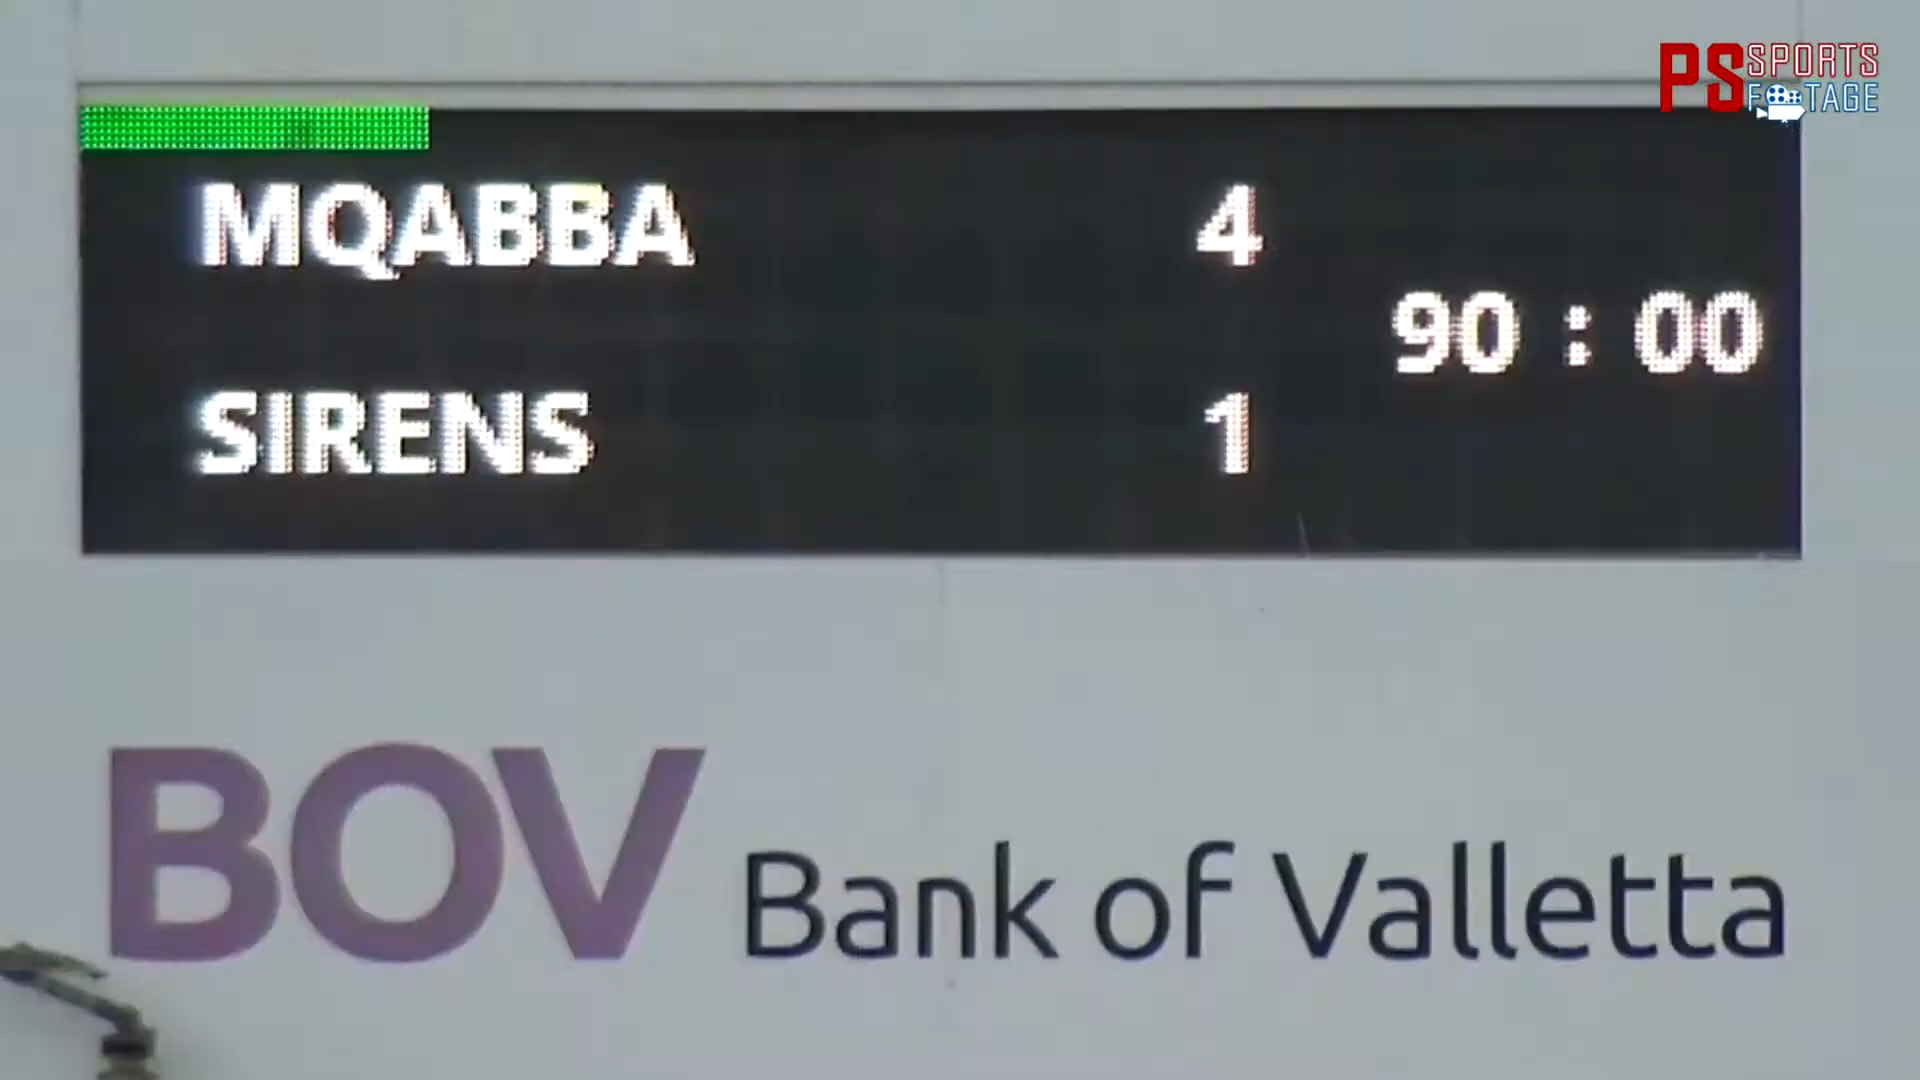 PS SPORTS
FOOTAGE
MQABBA 4
90 : 00
SIRENS 1
BOV Bank of Valletta